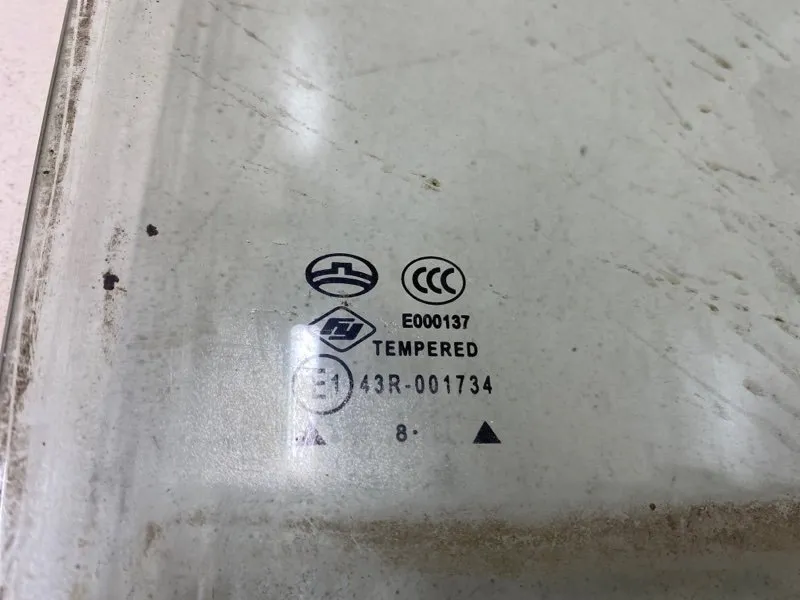 CCC
E000137
TEMPERED
E1 43R-001734
8·